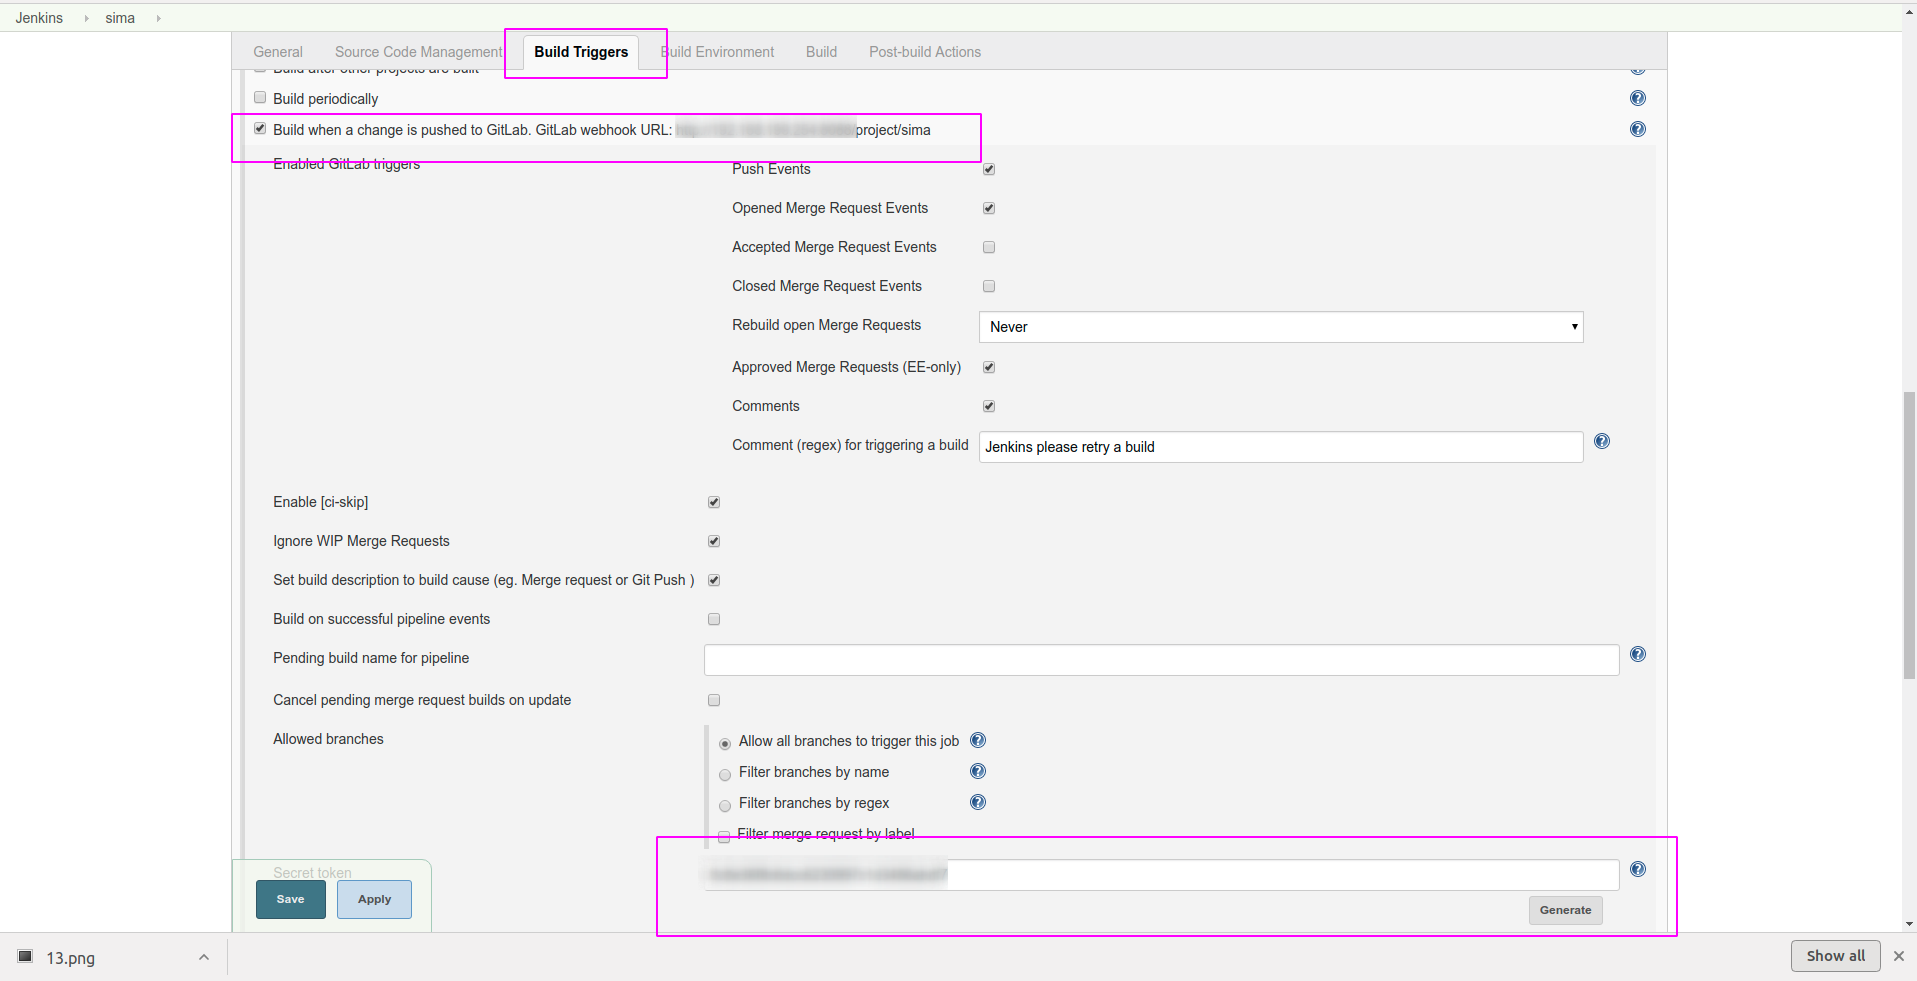 Jenkins sima
General Source Code Management Build Triggers Build Environment Build Post-build Actions
Build after other projects are built
Build periodically
Build when a change is pushed to GitLab. GitLab webhook URL: project/sima
Enabled GitLab triggers
Push Events
Opened Merge Request Events
Accepted Merge Request Events
Closed Merge Request Events
Rebuild open Merge Requests Never
Approved Merge Requests (EE-only)
Comments
Comment (regex) for triggering a build Jenkins please retry a build
Enable [ci-skip]
Ignore WIP Merge Requests
Set build description to build cause (eg. Merge request or Git Push )
Build on successful pipeline events
Pending build name for pipeline
Cancel pending merge request builds on update
Allowed branches
Allow all branches to trigger this job
Filter branches by name
Filter branches by regex
Filter merge request by label
Secret token
Save Apply
Generate
13.png Show all